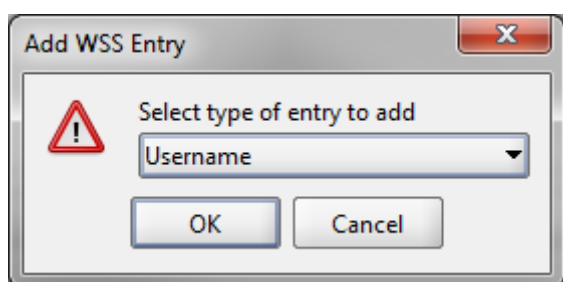 Add WSS Entry
Select type of entry to add
Username
OK
Cancel